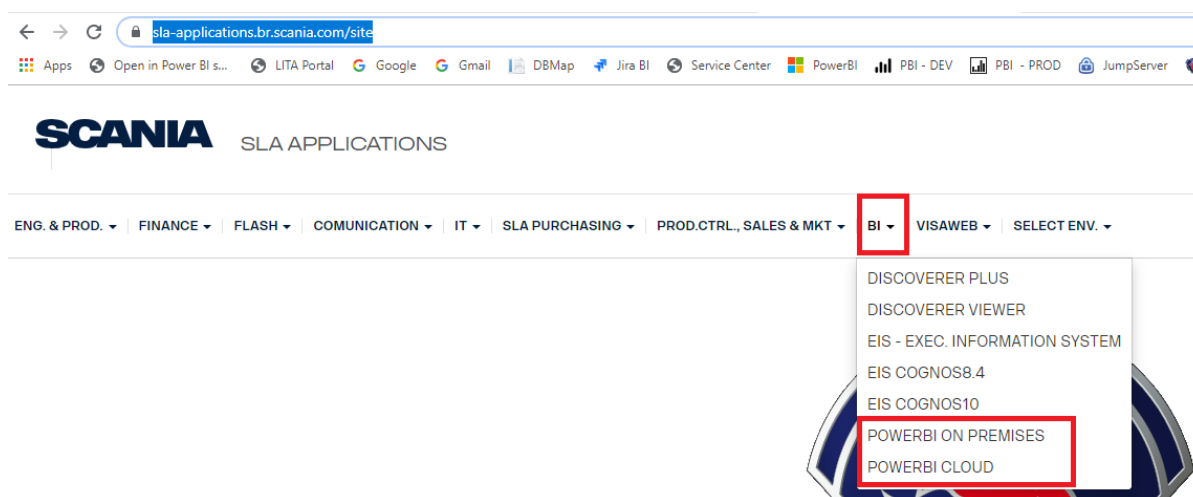 sla-applications.br.scania.com/site
Apps Open in Power BI s... LITA Portal Google Gmail DBMap Jira BI Service Center PowerBI PBI - DEV PBI - PROD JumpServer
SCANIA SLA APPLICATIONS
ENG. & PROD. FINANCE FLASH COMUNICATION IT SLA PURCHASING PROD.CTRL., SALES & MKT BI VISAWEB SELECT ENV.
DISCOVERER PLUS
DISCOVERER VIEWER
EIS - EXEC. INFORMATION SYSTEM
EIS COGNOS8.4
EIS COGNOS10
POWERBI ON PREMISES
POWERBI CLOUD